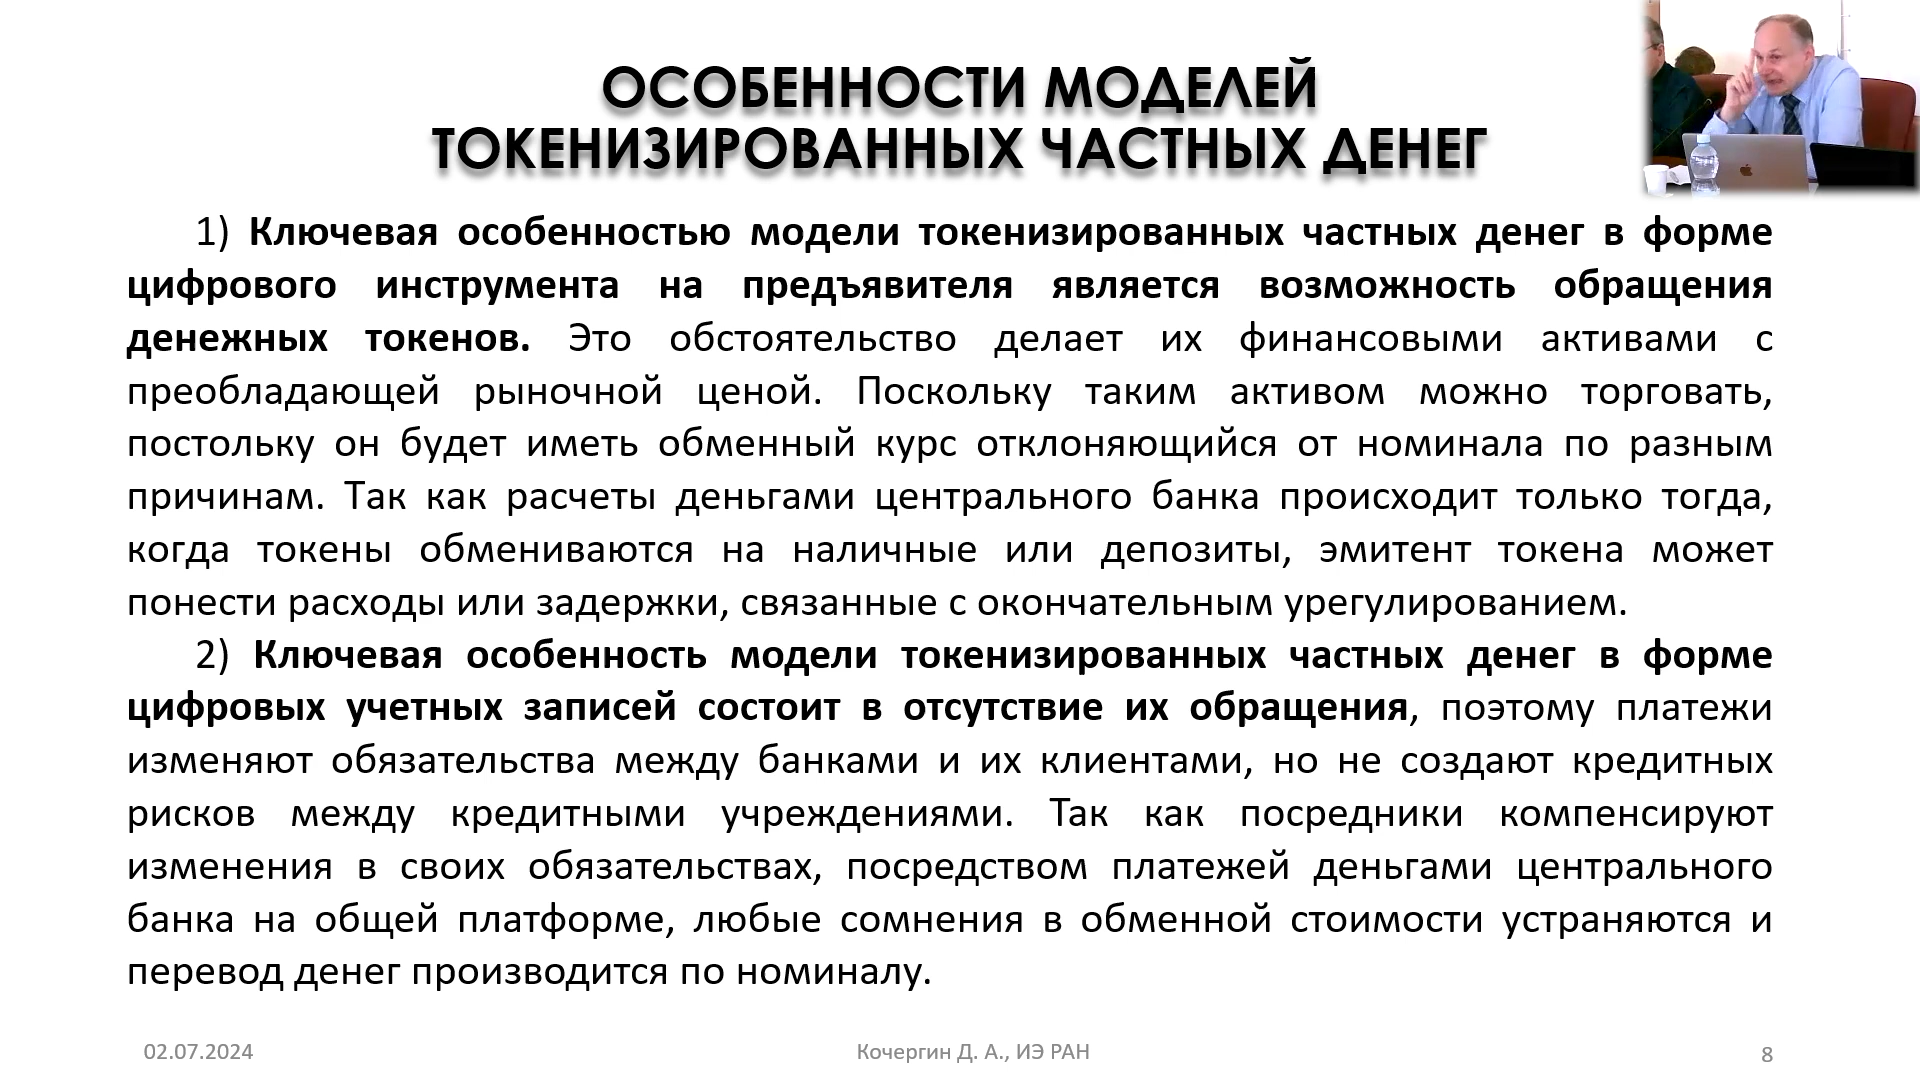 ОСОБЕННОСТИ МОДЕЛЕЙ
ТОКЕНИЗИРОВАННЫХ ЧАСТНЫХ ДЕНЕГ
1) Ключевая особенностью модели токенизированных частных денег в форме
цифрового инструмента на предъявителя является возможность обращения
денежных токенов. Это обстоятельство делает их финансовыми активами с
преобладающей рыночной ценой. Поскольку таким активом можно торговать,
постольку он будет иметь обменный курс отклоняющийся от номинала по разным
причинам. Так как расчеты деньгами центрального банка происходит только тогда,
когда токены обмениваются на наличные или депозиты, эмитент токена может
понести расходы или задержки, связанные с окончательным урегулированием.
2) Ключевая особенность модели токенизированных частных денег в форме
цифровых учетных записей состоит в отсутствие их обращения, поэтому платежи
изменяют обязательства между банками и их клиентами, но не создают кредитных
рисков между кредитными учреждениями. Так как посредники компенсируют
изменения в своих обязательствах, посредством платежей деньгами центрального
банка на общей платформе, любые сомнения в обменной стоимости устраняются и
перевод денег производится по номиналу.
02.07.2024
Кочергин Д. А., ИЭ РАН
8